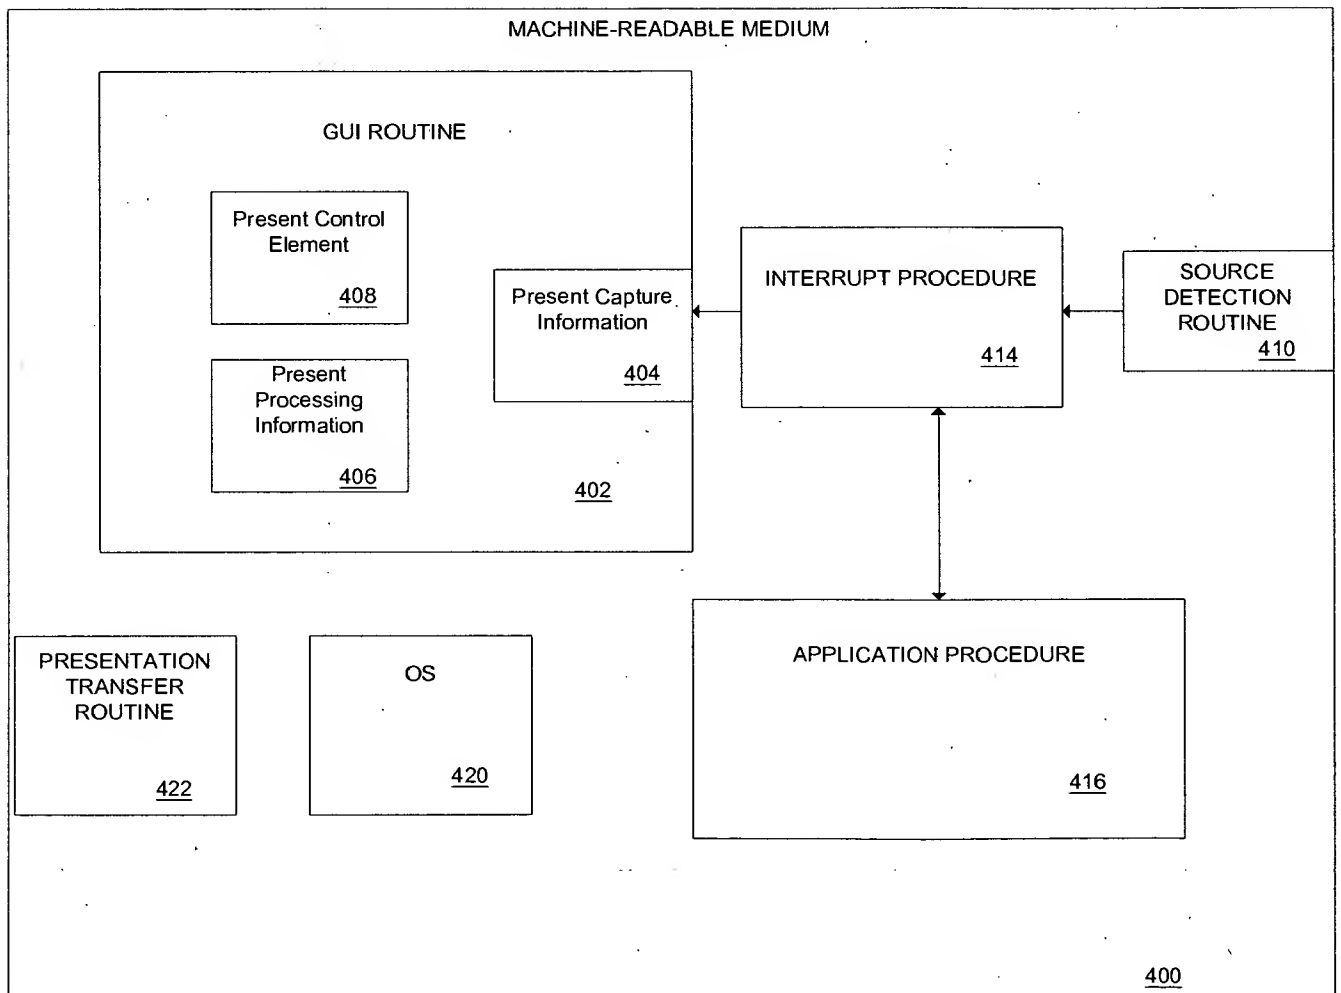 MACHINE-READABLE MEDIUM
GUI ROUTINE
Present Control
Element
408
Present Capture
Information
404
Present
Processing
Information
406
402
INTERRUPT PROCEDURE
414
SOURCE
DETECTION
ROUTINE
410
PRESENTATION
TRANSFER
ROUTINE
422
OS
420
APPLICATION PROCEDURE
416
400